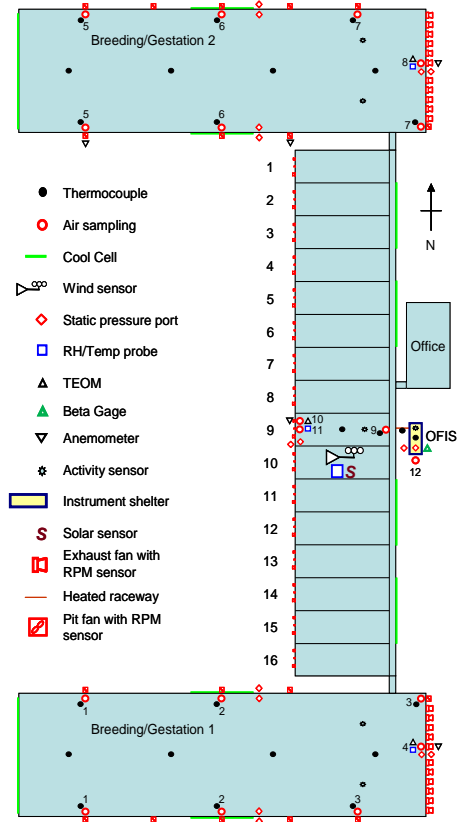 5
6
7
Breeding/Gestation 2
8
5
6
7
1
2
3
4
5
6
7
8
9
10
11
12
13
14
15
16
Thermocouple
Air sampling
Cool Cell
Wind sensor
Static pressure port
RH/Temp probe
TEOM
Beta Gage
Anemometer
Activity sensor
Instrument shelter
S Solar sensor
Exhaust fan with
RPM sensor
Heated raceway
Pit fan with RPM
sensor
N
Office
10
11
9
OFIS
12
S
1
2
3
Breeding/Gestation 1
4
1
2
3